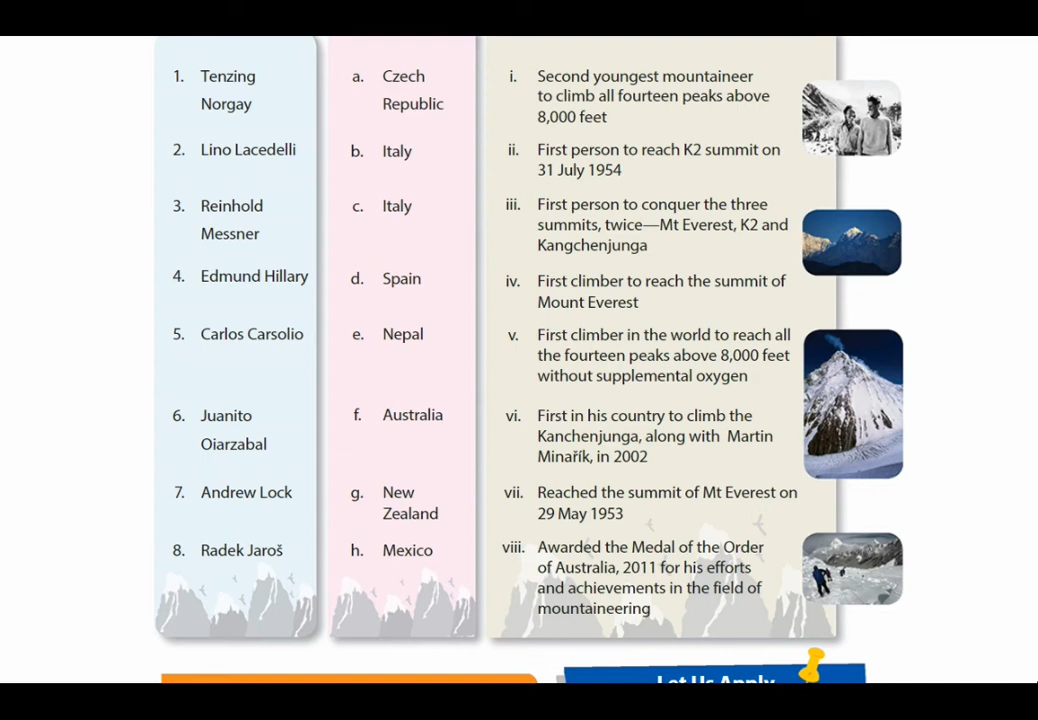 1. Tenzing
Norgay
2. Lino Lacedelli
3. Reinhold
Messner
4. Edmund Hillary
5. Carlos Carsolio
6. Juanito
Oiarzabal
7. Andrew Lock
8. Radek Jaroš
a. Czech
Republic
b. Italy
c. Italy
d. Spain
e. Nepal
f. Australia
g. New
Zealand
h. Mexico
i. Second youngest mountaineer
to climb all fourteen peaks above
8,000 feet
ii. First person to reach K2 summit on
31 July 1954
iii. First person to conquer the three
summits, twice—Mt Everest, K2 and
Kangchenjunga
iv. First climber to reach the summit of
Mount Everest
v. First climber in the world to reach all
the fourteen peaks above 8,000 feet
without supplemental oxygen
vi. First in his country to climb the
Kanchenjunga, along with Martin
Minařík, in 2002
vii. Reached the summit of Mt Everest on
29 May 1953
viii. Awarded the Medal of the Order
of Australia, 2011 for his efforts
and achievements in the field of
mountaineering
Let Us Apply